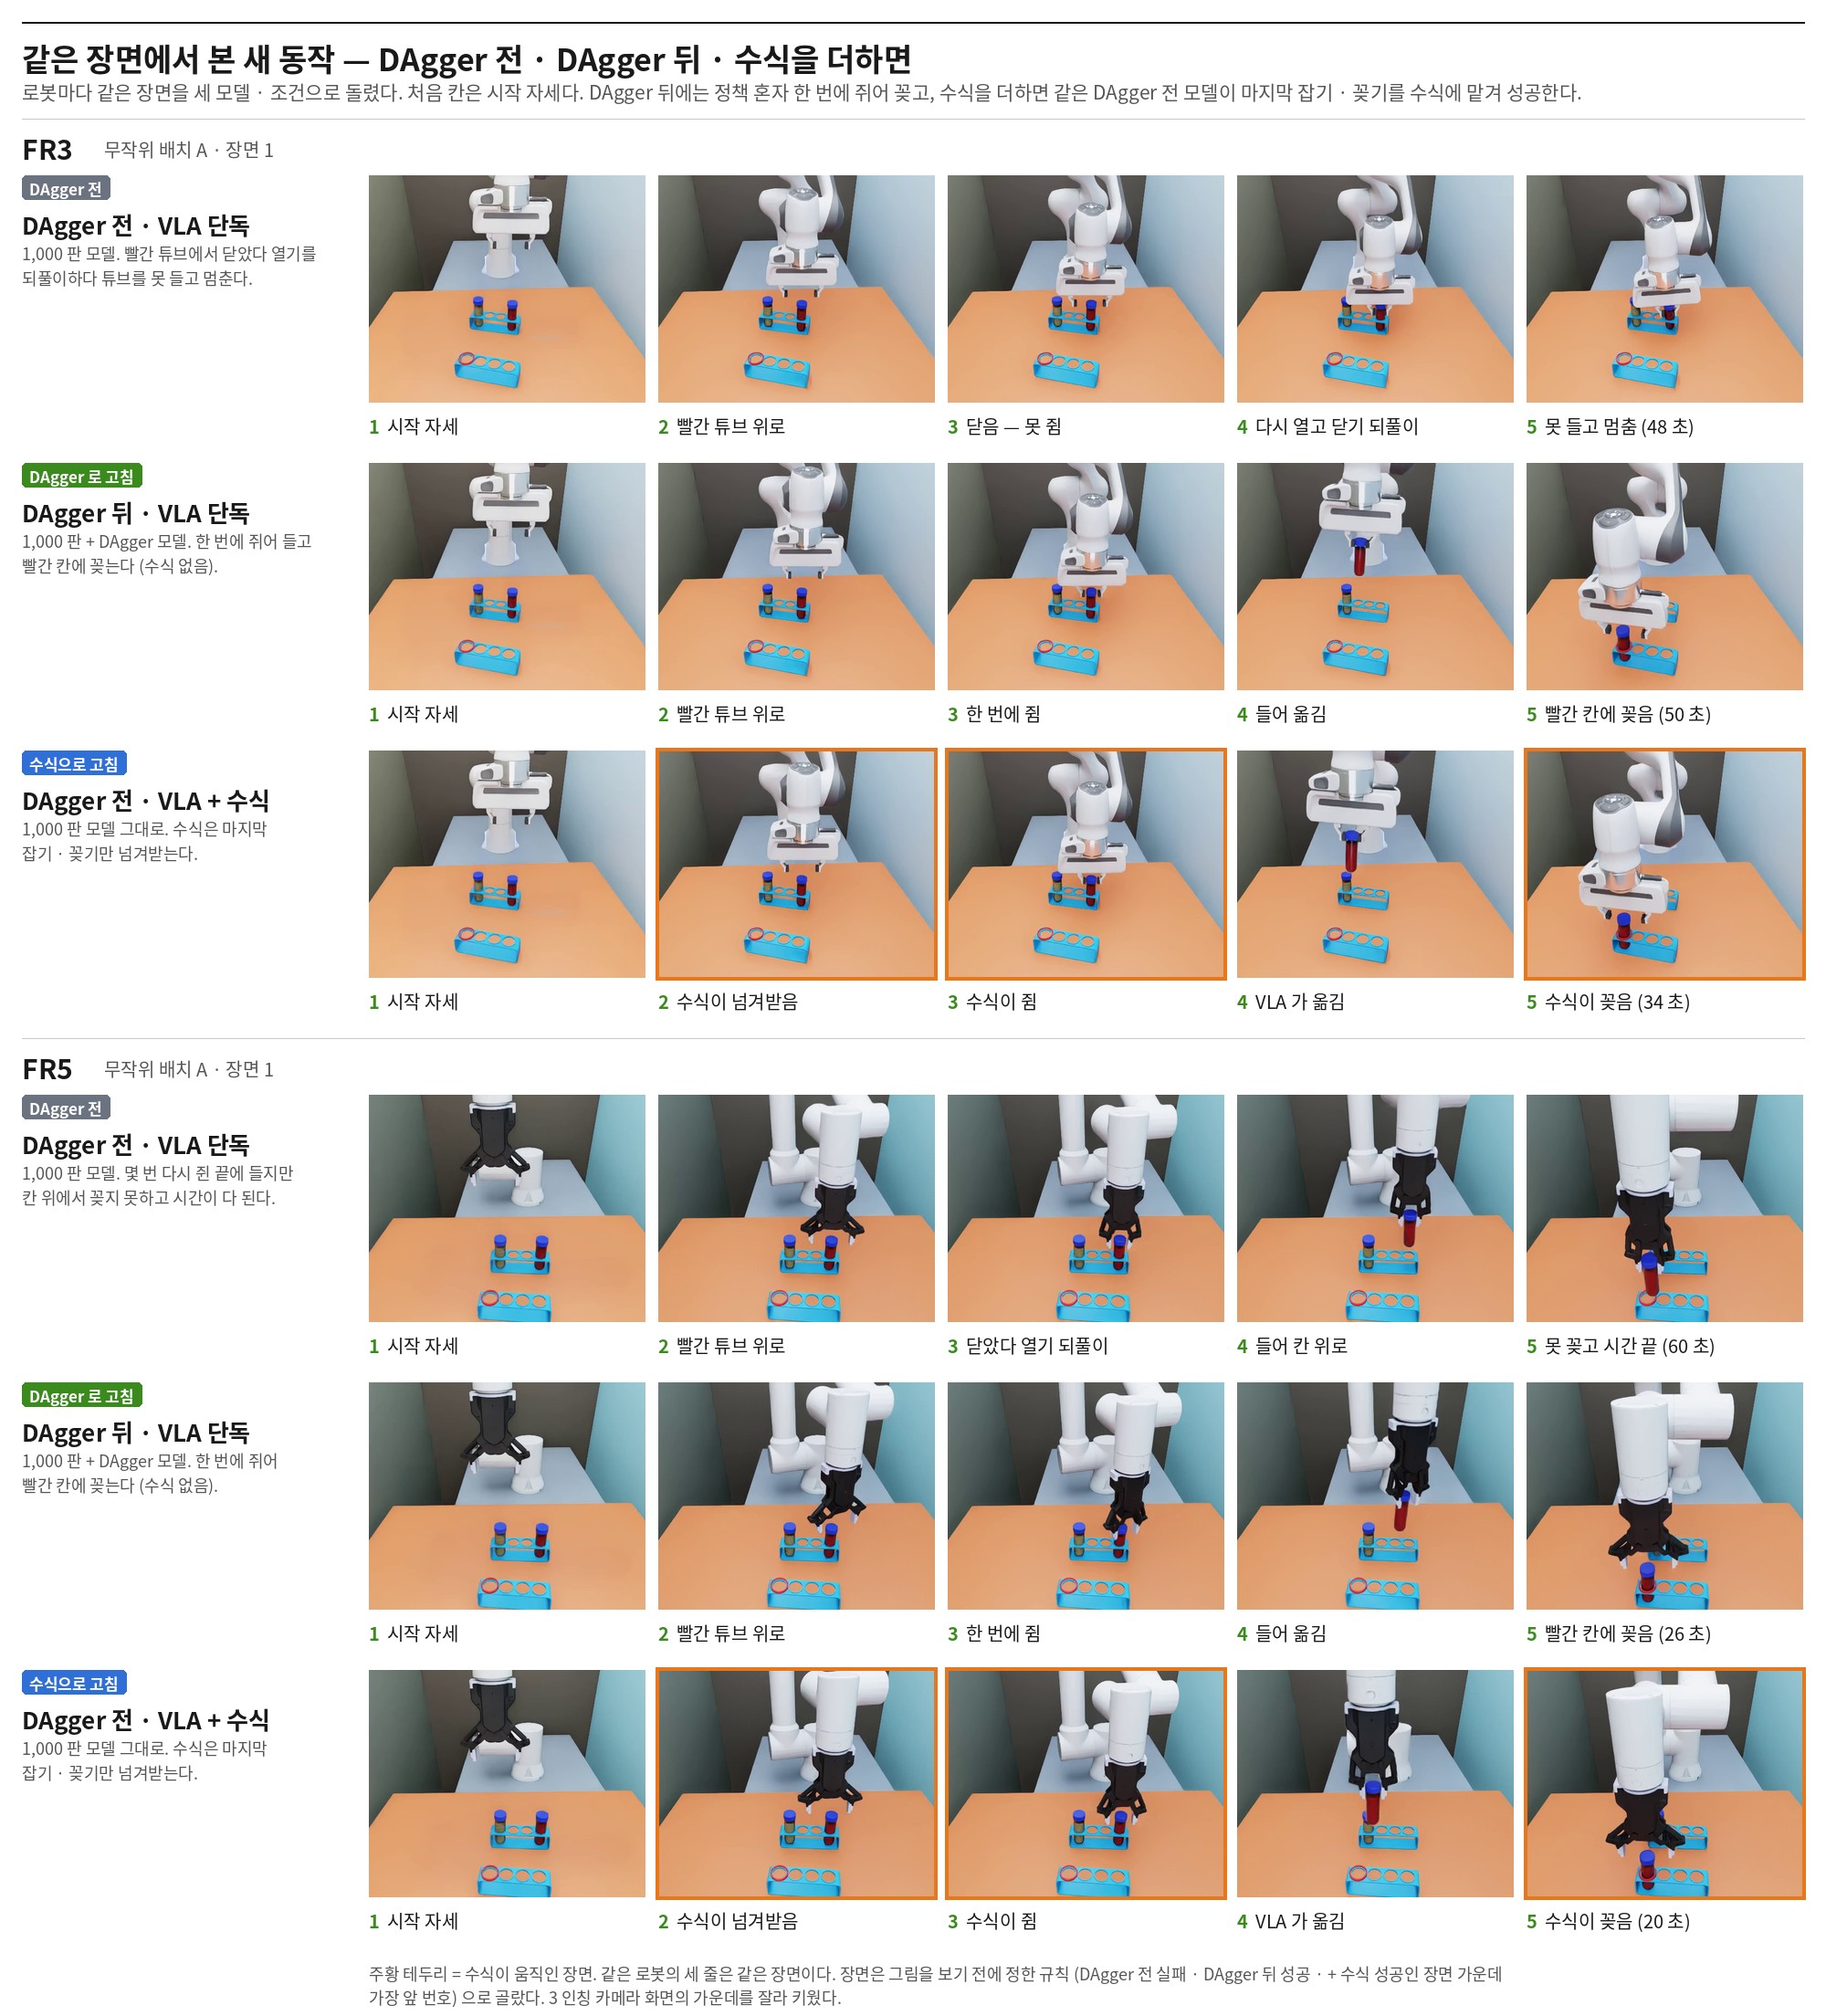 같은 장면에서 본 새 동작 — DAgger 전 · DAgger 뒤 · 수식을 더하면
로봇마다 같은 장면을 세 모델 · 조건으로 돌렸다. 처음 칸은 시작 자세다. DAgger 뒤에는 정책 혼자 한 번에 쥐어 꽂고, 수식을 더하면 같은 DAgger 전 모델이 마지막 잡기 · 꽂기를 수식에 맡겨 성공한다.
FR3 무작위 배치 A · 장면 1
DAgger 전
DAgger 전 · VLA 단독
1,000 판 모델. 빨간 튜브에서 닫았다 열기를
되풀이하다 튜브를 못 들고 멈춘다.
1 시작 자세
2 빨간 튜브 위로
3 닫음 — 못 쥠
4 다시 열고 닫기 되풀이
5 못 들고 멈춤 (48 초)
DAgger 로 고침
DAgger 뒤 · VLA 단독
1,000 판 + DAgger 모델. 한 번에 쥐어 들고
빨간 칸에 꽂는다 (수식 없음).
1 시작 자세
2 빨간 튜브 위로
3 한 번에 쥠
4 들어 옮김
5 빨간 칸에 꽂음 (50 초)
수식으로 고침
DAgger 전 · VLA + 수식
1,000 판 모델 그대로. 수식은 마지막
잡기 · 꽂기만 넘겨받는다.
1 시작 자세
2 수식이 넘겨받음
3 수식이 쥠
4 VLA 가 옮김
5 수식이 꽂음 (34 초)
FR5 무작위 배치 A · 장면 1
DAgger 전
DAgger 전 · VLA 단독
1,000 판 모델. 몇 번 다시 쥔 끝에 들지만
칸 위에서 꽂지 못하고 시간이 다 된다.
1 시작 자세
2 빨간 튜브 위로
3 닫았다 열기 되풀이
4 들어 칸 위로
5 못 꽂고 시간 끝 (60 초)
DAgger 로 고침
DAgger 뒤 · VLA 단독
1,000 판 + DAgger 모델. 한 번에 쥐어
빨간 칸에 꽂는다 (수식 없음).
1 시작 자세
2 빨간 튜브 위로
3 한 번에 쥠
4 들어 옮김
5 빨간 칸에 꽂음 (26 초)
수식으로 고침
DAgger 전 · VLA + 수식
1,000 판 모델 그대로. 수식은 마지막
잡기 · 꽂기만 넘겨받는다.
1 시작 자세
2 수식이 넘겨받음
3 수식이 쥠
4 VLA 가 옮김
5 수식이 꽂음 (20 초)
주황 테두리 = 수식이 움직인 장면. 같은 로봇의 세 줄은 같은 장면이다. 장면은 그림을 보기 전에 정한 규칙 (DAgger 전 실패 · DAgger 뒤 성공 · + 수식 성공인 장면 가운데
가장 앞 번호) 으로 골랐다. 3 인칭 카메라 화면의 가운데를 잘라 키웠다.